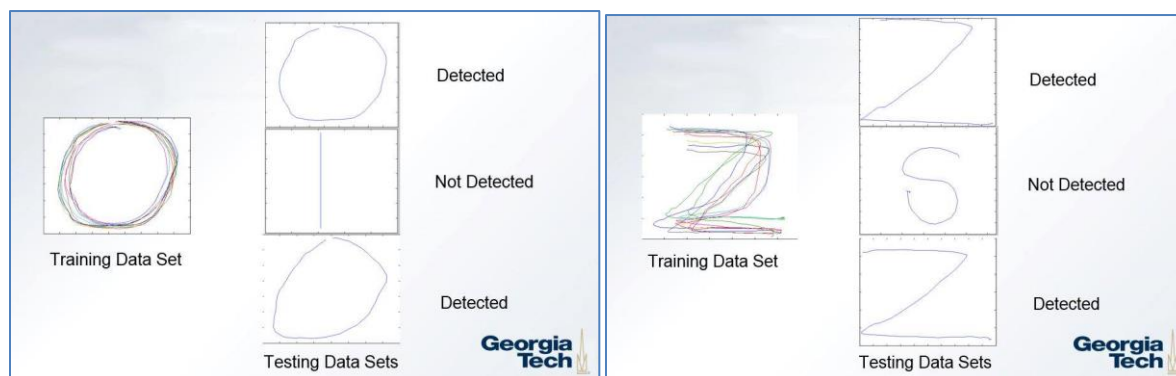 Detected
Not Detected
Training Data Set
Detected
Testing Data Sets
Georgia
Tech
Detected
Not Detected
Training Data Set
Detected
Testing Data Sets
Georgia
Tech